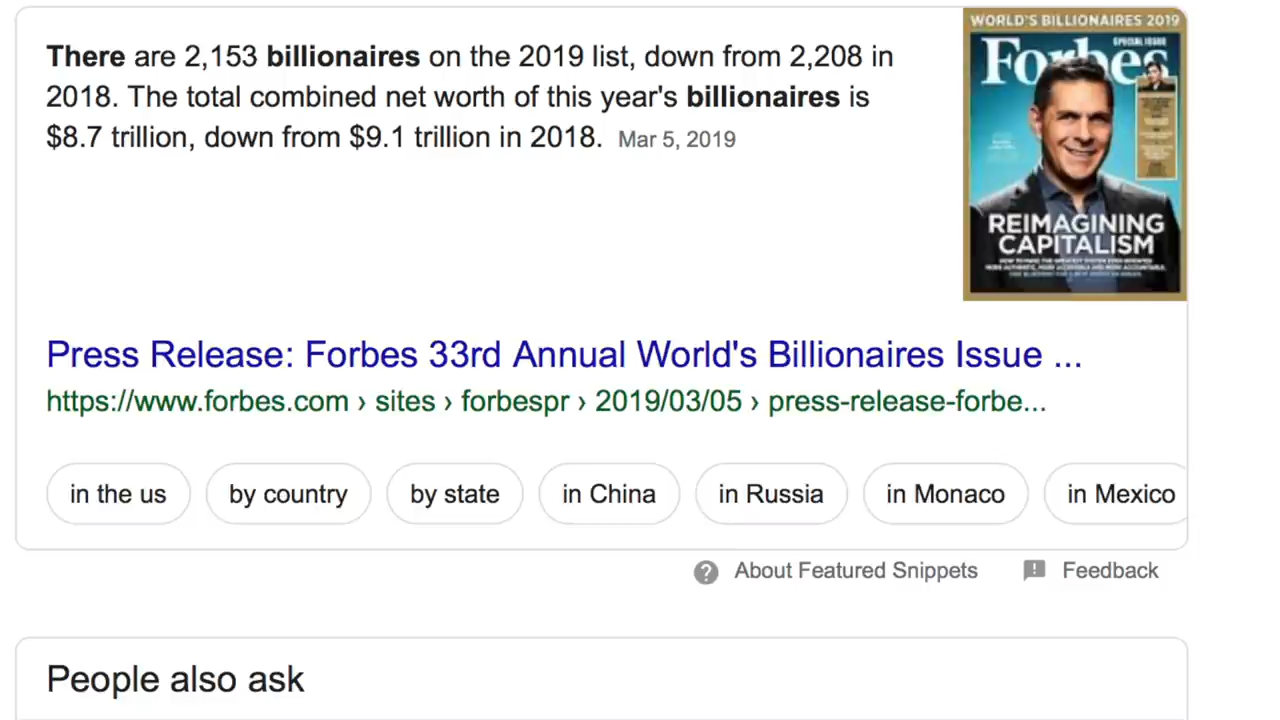 There are 2,153 billionaires on the 2019 list, down from 2,208 in
2018. The total combined net worth of this year's billionaires is
$8.7 trillion, down from $9.1 trillion in 2018. Mar 5, 2019
WORLD'S BILLIONAIRES 2019
SPECIAL ISSUE
Forbes
REIMAGINING
CAPITALISM
Press Release: Forbes 33rd Annual World's Billionaires Issue ...
https://www.forbes.com › sites › forbespr › 2019/03/05 › press-release-forbe...
in the us
by country
by state
in China
in Russia
in Monaco
in Mexico
About Featured Snippets
Feedback
People also ask